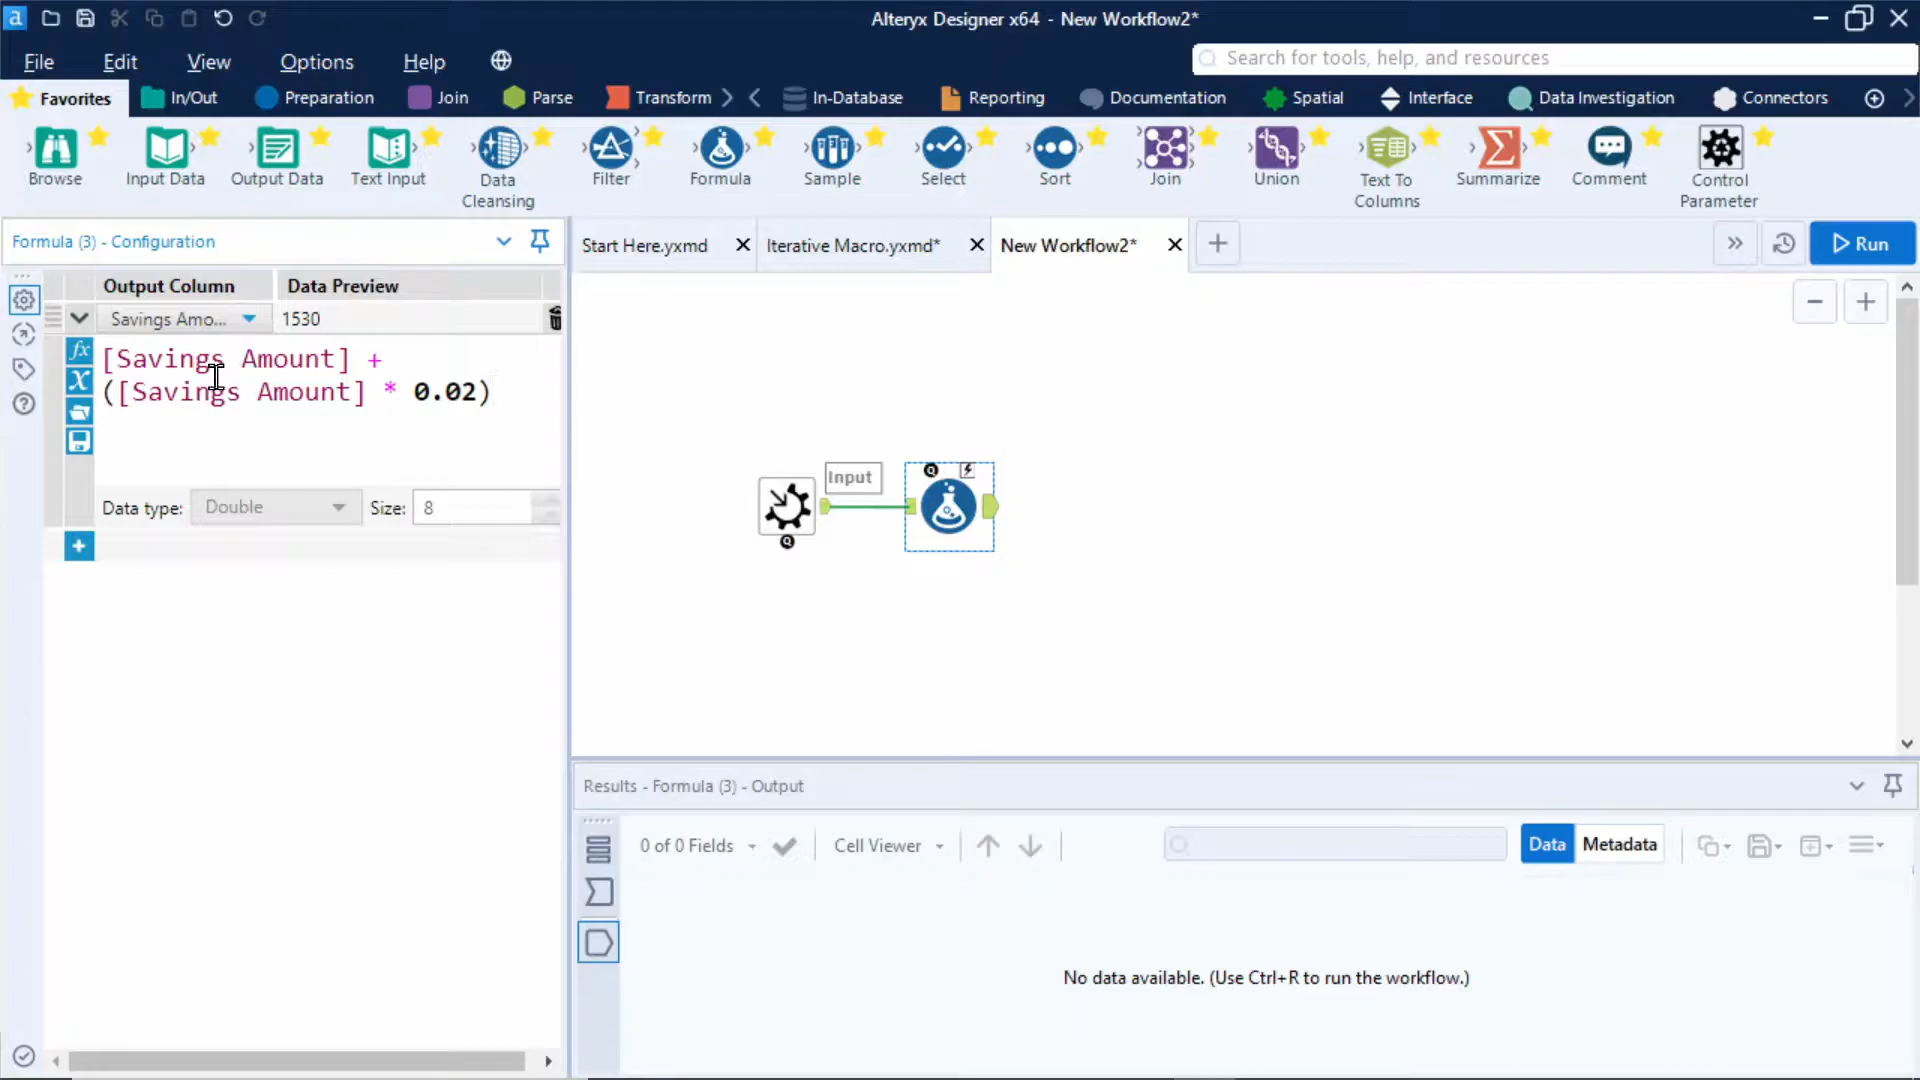 a
Alteryx Designer x64 - New Workflow2*
File Edit View Options Help
Search for tools, help, and resources
Favorites In/Out Preparation Join Parse Transform In-Database Reporting Documentation Spatial Interface Data Investigation Connectors
Browse Input Data Output Data Text Input Data Cleansing Filter Formula Sample Select Sort Join Union Text To Columns Summarize Comment Control Parameter
Formula (3) - Configuration
Start Here.yxmd Iterative Macro.yxmd* New Workflow2*
Run
Output Column Data Preview
Savings Amo... 1530
fx [Savings Amount] +
X ([Savings Amount] * 0.02)
Data type: Double Size: 8
Input
Q
Q
Results - Formula (3) - Output
0 of 0 Fields Cell Viewer Data Metadata
No data available. (Use Ctrl+R to run the workflow.)